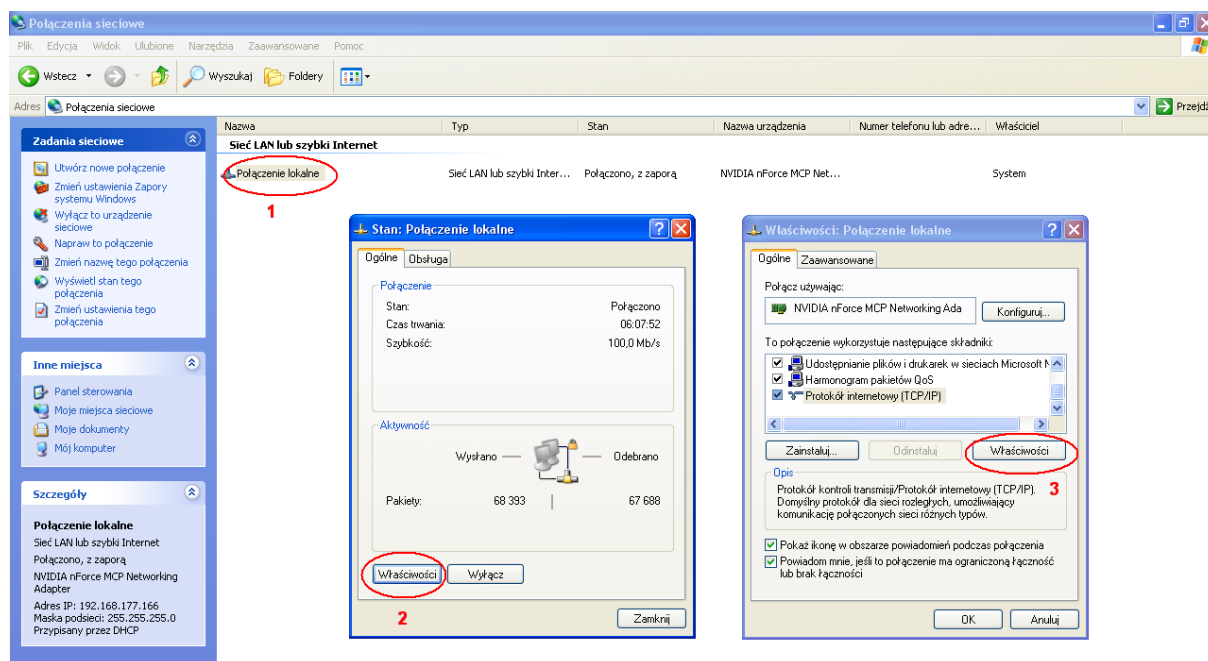 Połączenia sieciowe
Plik Edycja Widok Ulubione Narzędzia Zaawansowane Pomoc
Wstecz Wyszukaj Foldery
Adres Połączenia sieciowe Przejdź
Nazwa Typ Stan Nazwa urządzenia Numer telefonu lub adre... Właściciel
Sieć LAN lub szybki Internet
Połączenie lokalne Sieć LAN lub szybki Inter... Połączono, z zaporą NVIDIA nForce MCP Net... System
1
Zadania sieciowe
Utwórz nowe połączenie
Zmień ustawienia Zapory
systemu Windows
Wyłącz to urządzenie
sieciowe
Napraw to połączenie
Zmień nazwę tego połączenia
Wyświetl stan tego
połączenia
Zmień ustawienia tego
połączenia
Inne miejsca
Panel sterowania
Moje miejsca sieciowe
Moje dokumenty
Mój komputer
Szczegóły
Połączenie lokalne
Sieć LAN lub szybki Internet
Połączono, z zaporą
NVIDIA nForce MCP Networking
Adapter
Adres IP: 192.168.177.166
Maska podsieci: 255.255.255.0
Przypisany przez DHCP
Stan: Połączenie lokalne
Ogólne Obsługa
Połączenie
Stan: Połączono
Czas trwania: 06:07:52
Szybkość: 100,0 Mb/s
Aktywność
Wysłano — — Odebrano
Pakiety: 68 393 67 688
Właściwości Wyłącz
2
Zamknij
Właściwości: Połączenie lokalne
Ogólne Zaawansowane
Połącz używając:
NVIDIA nForce MCP Networking Ada Konfiguruj...
To połączenie wykorzystuje następujące składniki:
Udostępnianie plików i drukarek w sieciach Microsoft N
Harmonogram pakietów QoS
Protokół internetowy (TCP/IP)
Zainstaluj... Odinstaluj Właściwości
3
Opis
Protokół kontroli transmisji/Protokół internetowy (TCP/IP).
Domyślny protokół dla sieci rozległych, umożliwiający
komunikację połączonych sieci różnych typów.
Pokaż ikonę w obszarze powiadomień podczas połączenia
Powiadom mnie, jeśli to połączenie ma ograniczoną łączność
lub brak łączności
OK Anuluj